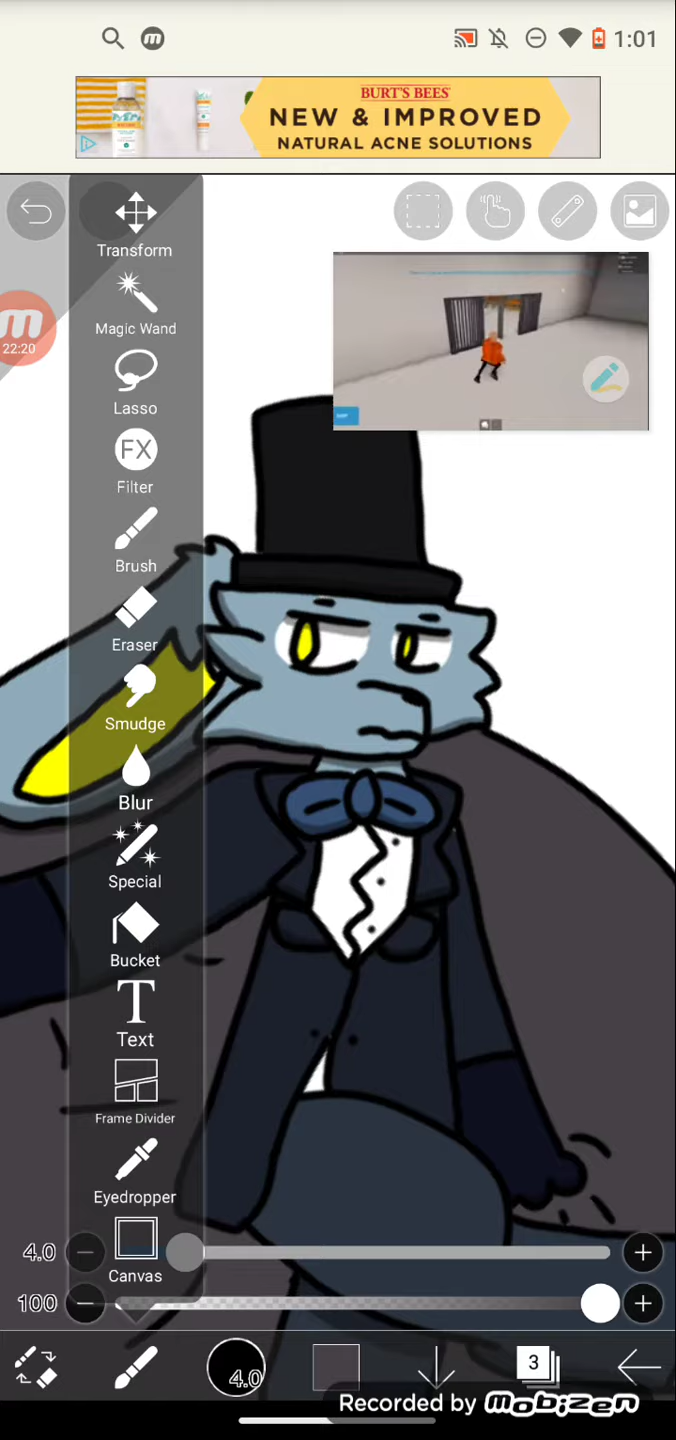 1:01
BURT'S BEES
NEW & IMPROVED
NATURAL ACNE SOLUTIONS
Transform
Magic Wand
22:20
Lasso
FX
Filter
Brush
Eraser
Smudge
Blur
Special
Bucket
T
Text
Frame Divider
Eyedropper
4.0
Canvas
100
4.0
3
Recorded by mobizen